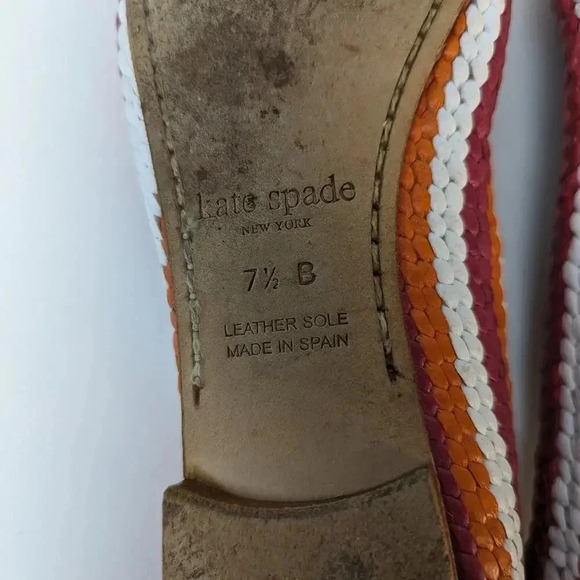 kate spade
NEW YORK
7½ B
LEATHER SOLE
MADE IN SPAIN